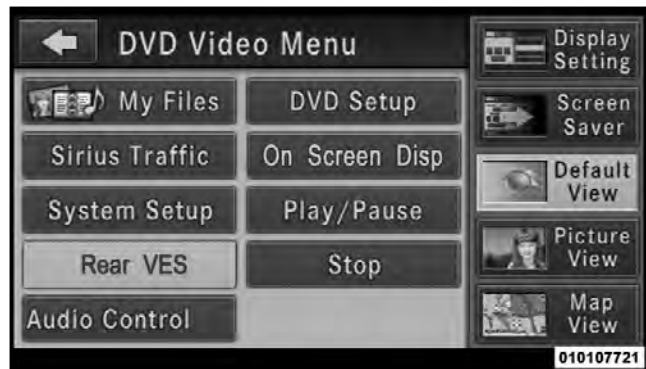 DVD Video Menu
My Files
DVD Setup
Sirius Traffic
On Screen Disp
System Setup
Play/Pause
Rear VES
Stop
Audio Control
Display
Setting
Screen
Saver
Default
View
Picture
View
Map
View
010107721